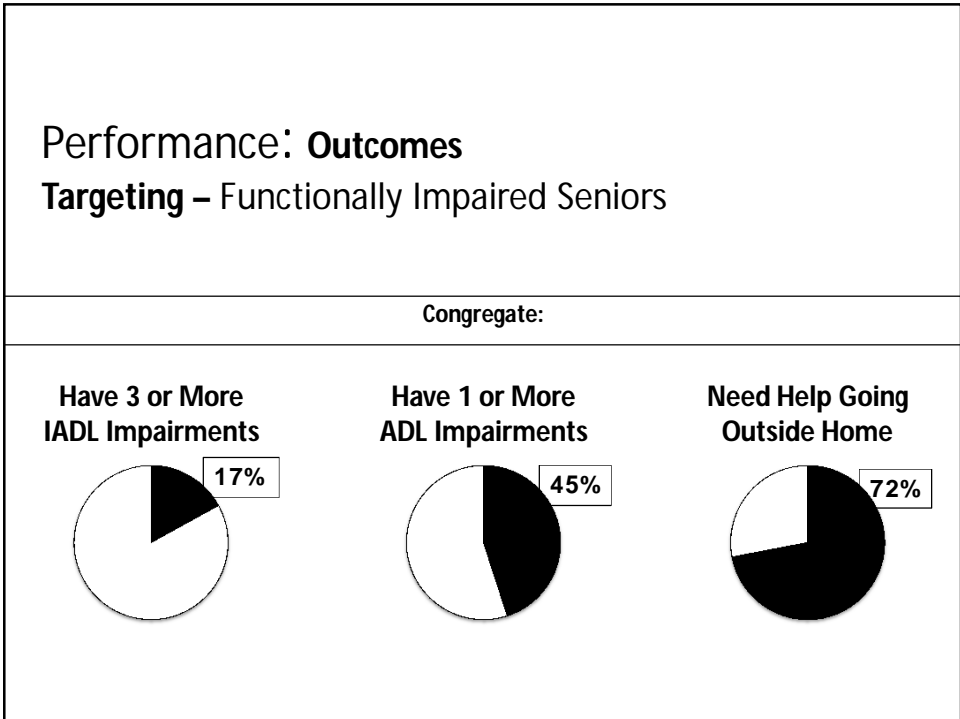 Performance: Outcomes
Targeting – Functionally Impaired Seniors
Congregate:
Have 3 or More
IADL Impairments
17%
Have 1 or More
ADL Impairments
45%
Need Help Going
Outside Home
72%